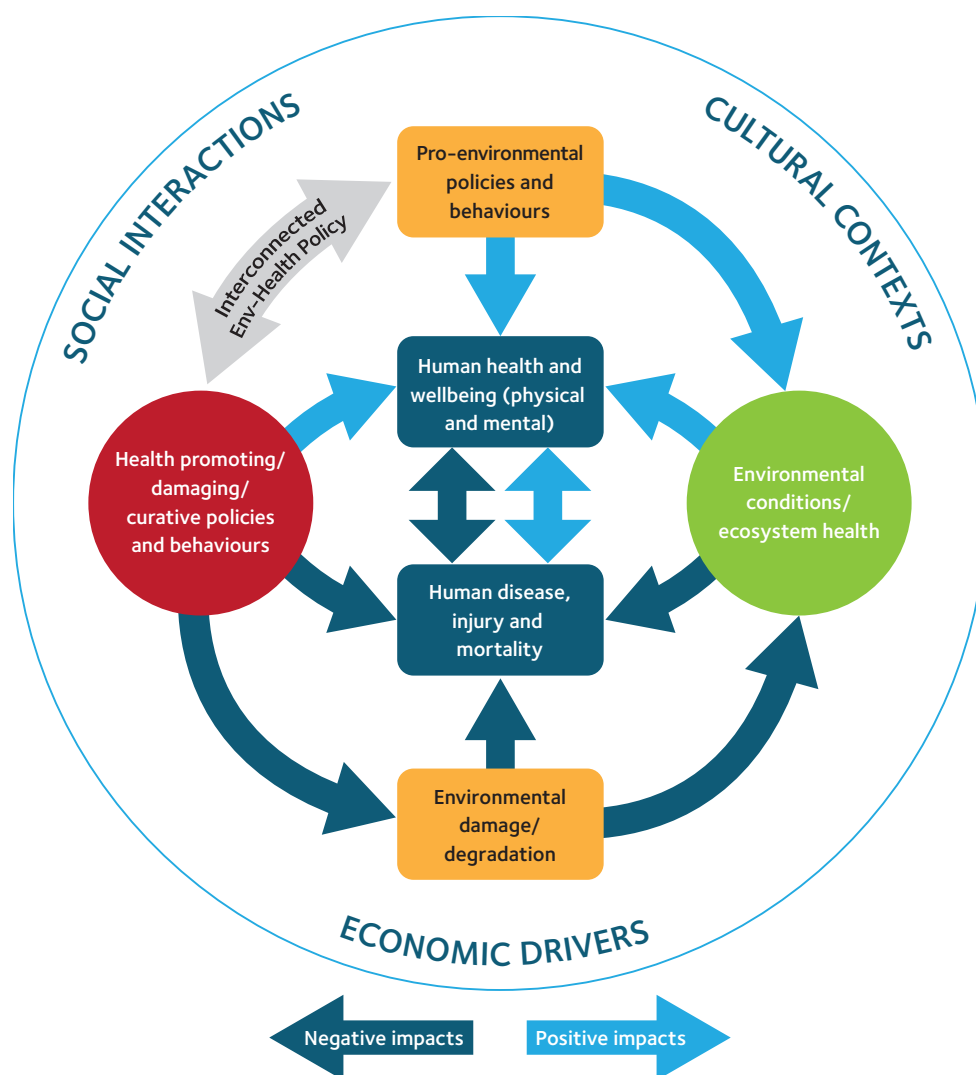 SOCIAL INTERACTIONS
CULTURAL CONTEXTS
Pro-environmental
policies and
behaviours
Interconnected
Env-Health Policy
Human health and
wellbeing (physical
and mental)
Health promoting/
damaging/
curative policies
and behaviours
Environmental
conditions/
ecosystem health
Human disease,
injury and
mortality
Environmental
damage/
degradation
ECONOMIC DRIVERS
Negative impacts
Positive impacts